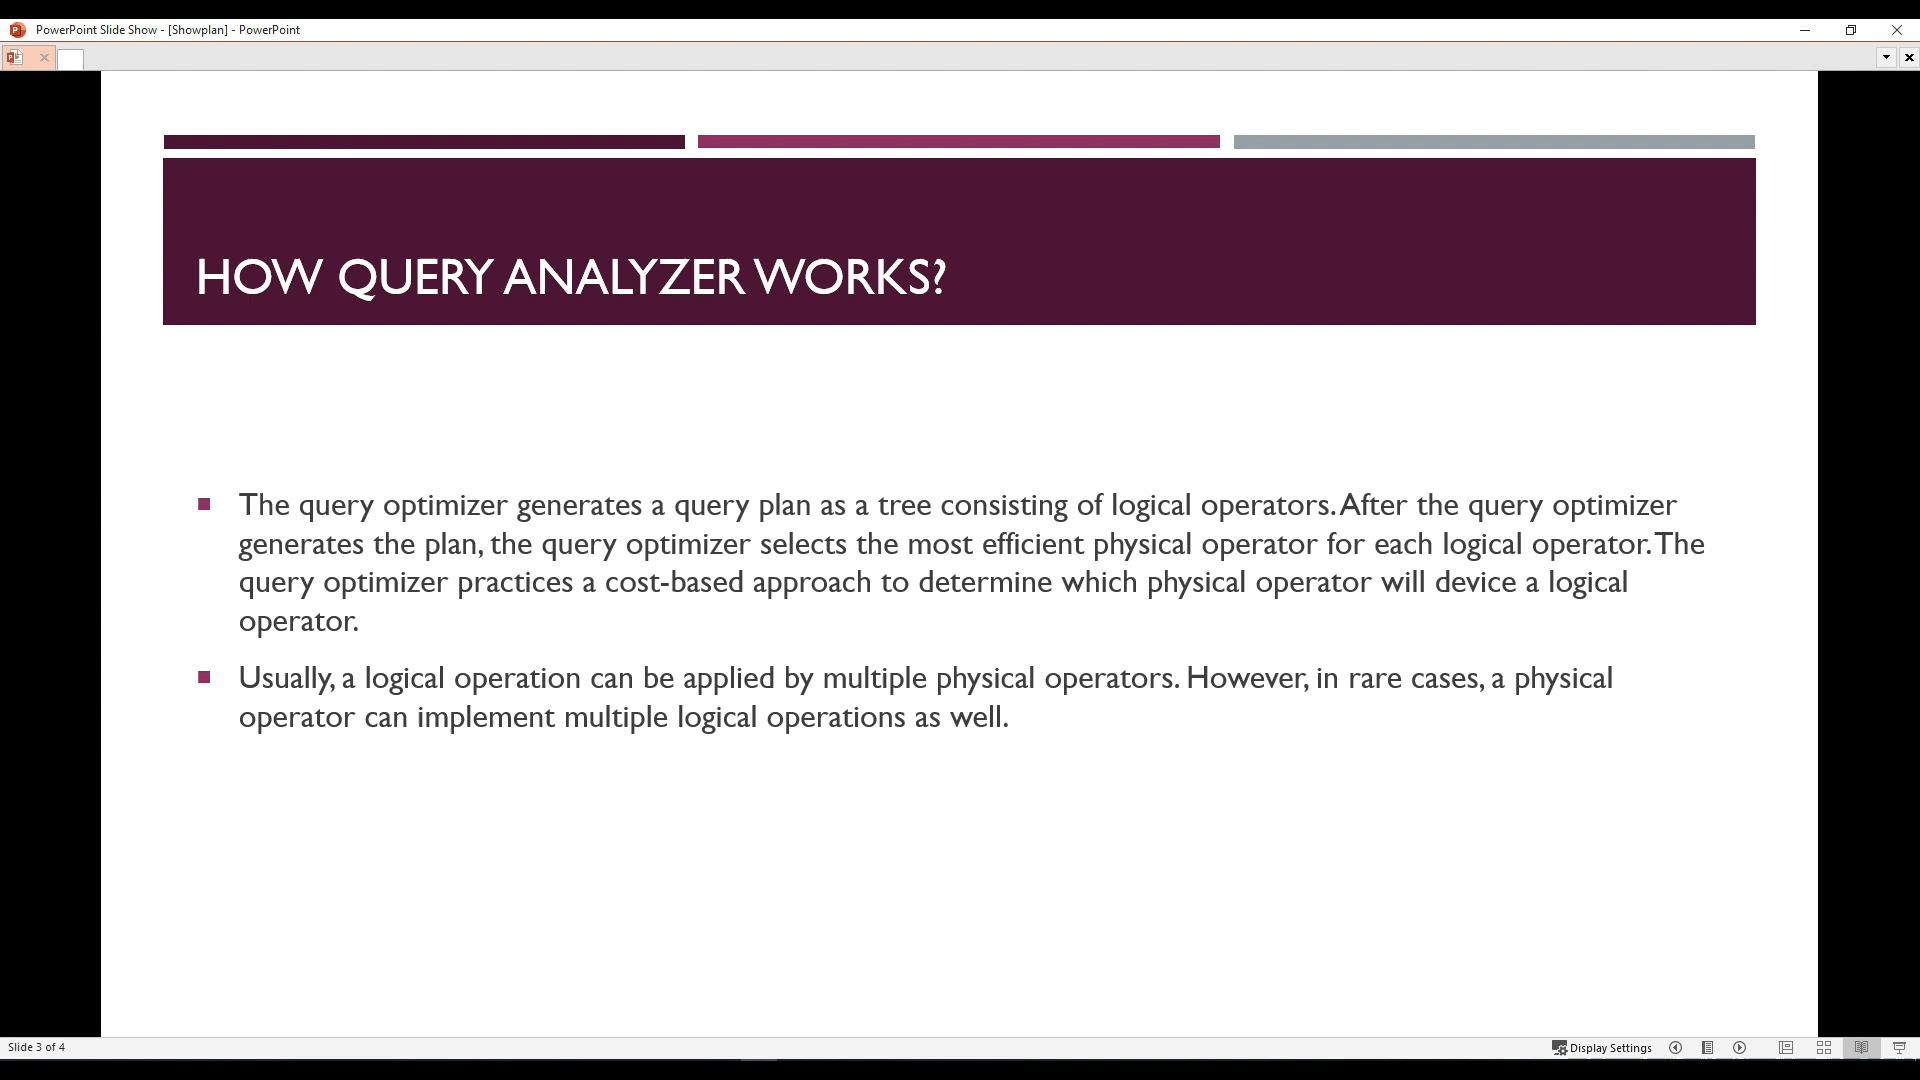 PowerPoint Slide Show - [Showplan] - PowerPoint
HOW QUERY ANALYZER WORKS?
The query optimizer generates a query plan as a tree consisting of logical operators. After the query optimizer
generates the plan, the query optimizer selects the most efficient physical operator for each logical operator. The
query optimizer practices a cost-based approach to determine which physical operator will device a logical
operator.
Usually, a logical operation can be applied by multiple physical operators. However, in rare cases, a physical
operator can implement multiple logical operations as well.
Slide 3 of 4
Display Settings